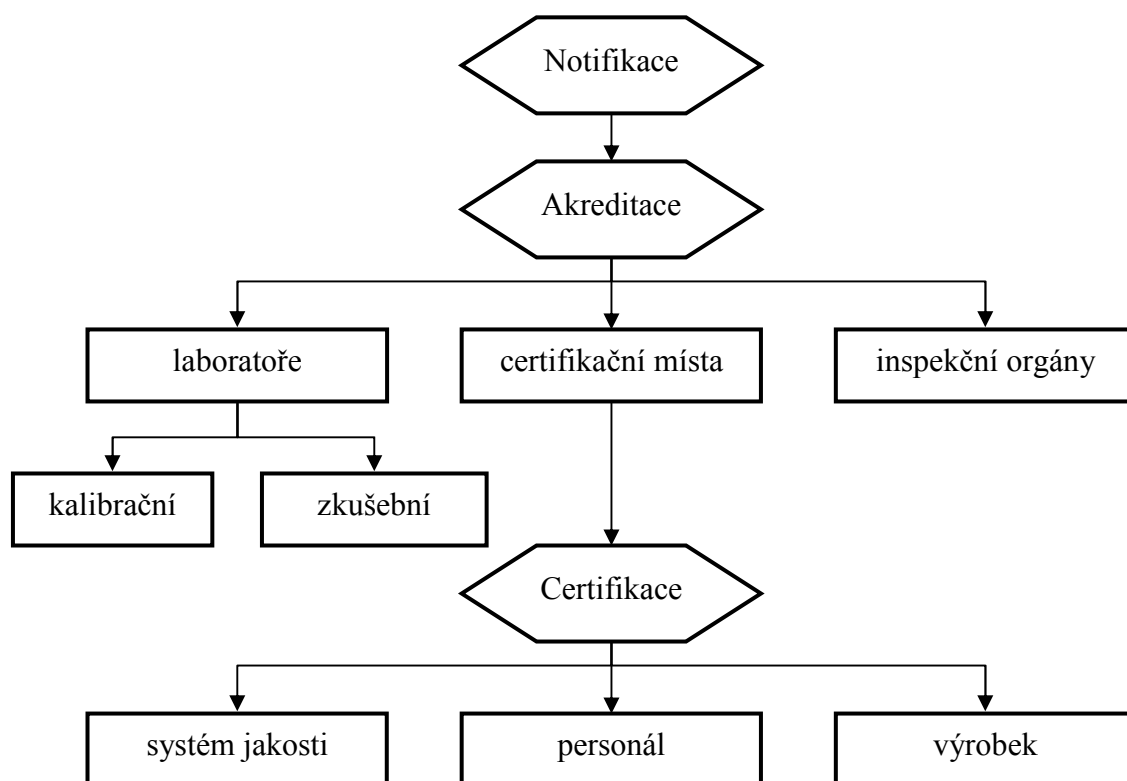 Notifikace
Akreditace
laboratoře
certifikační místa
inspekční orgány
kalibrační
zkušební
Certifikace
systém jakosti
personál
výrobek